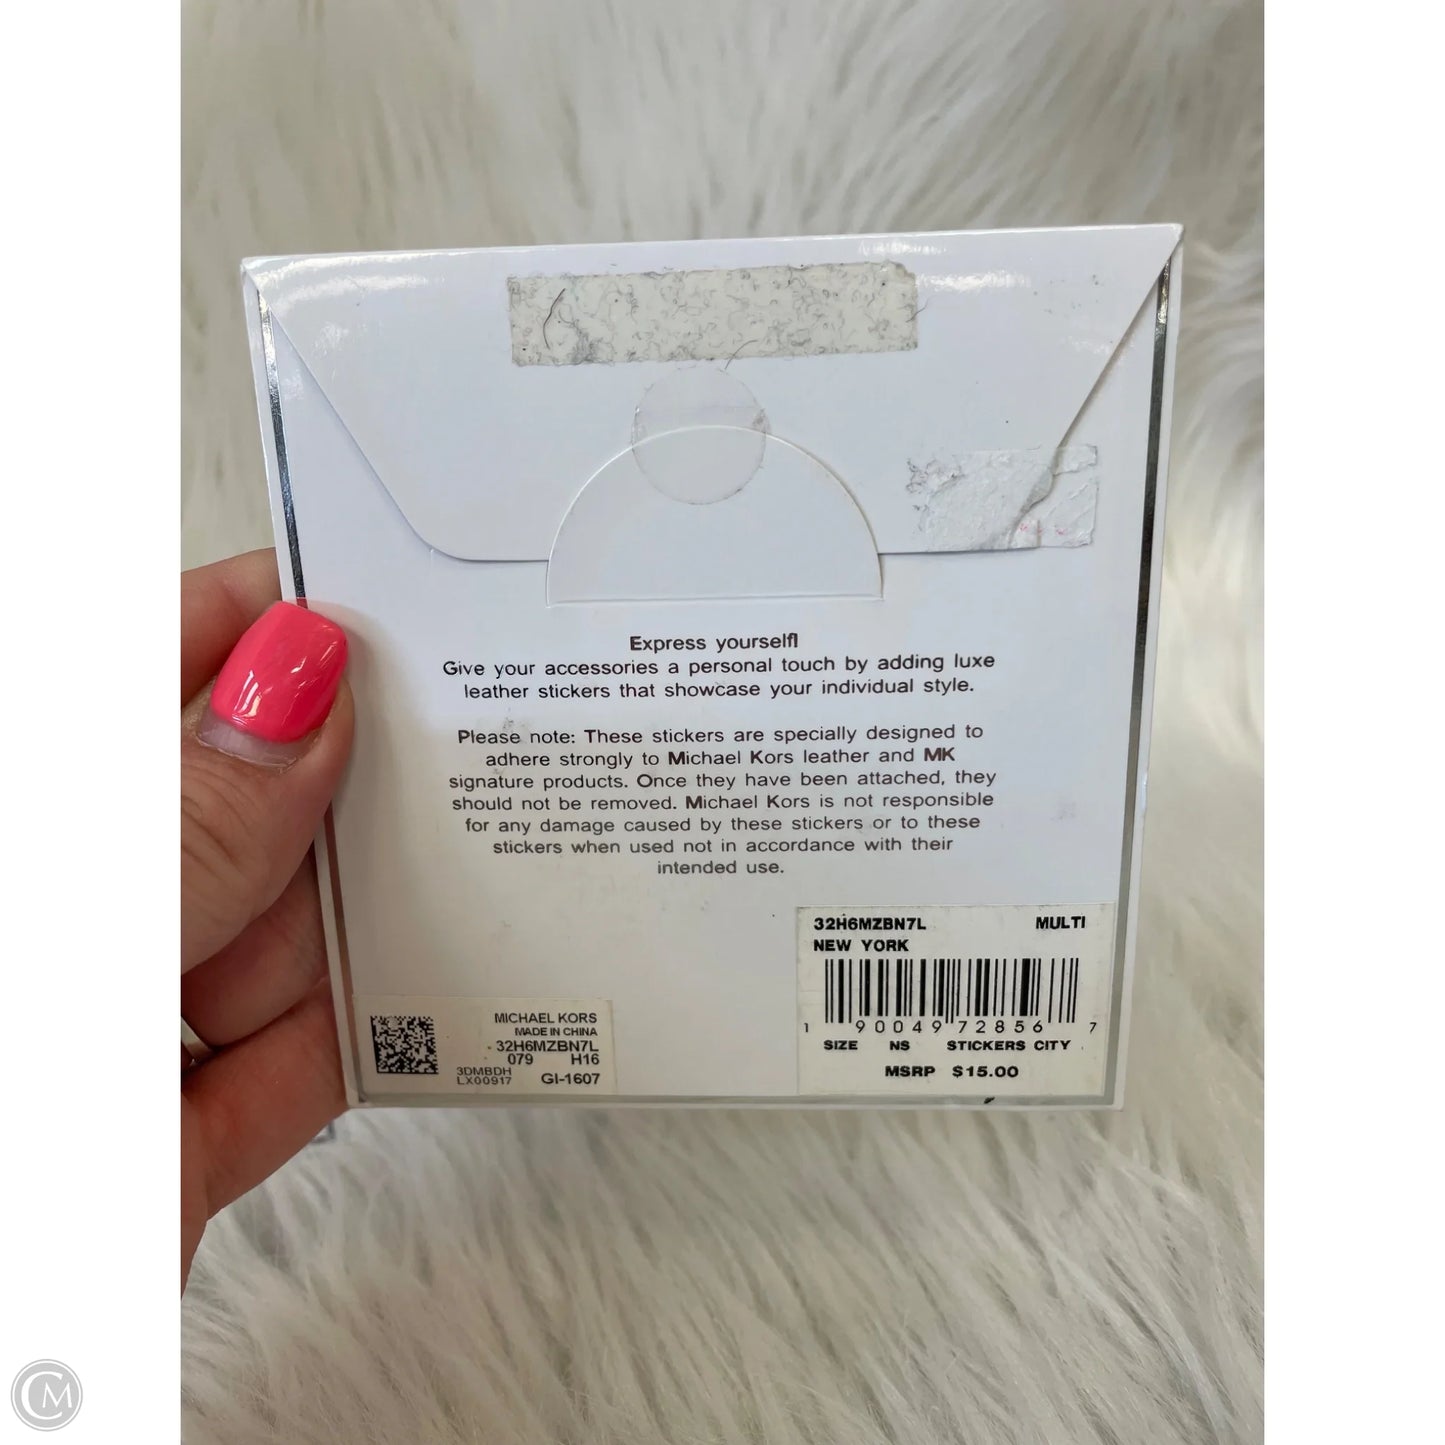 Express yourself!
Give your accessories a personal touch by adding luxe
leather stickers that showcase your individual style.
Please note: These stickers are specially designed to
adhere strongly to Michael Kors leather and MK
signature products. Once they have been attached, they
should not be removed. Michael Kors is not responsible
for any damage caused by these stickers or to these
stickers when used not in accordance with their
intended use.
32H6MZBN7L MULTI
NEW YORK
1 90049 72856 7
SIZE NS STICKERS CITY
MSRP $15.00
MICHAEL KORS
MADE IN CHINA
32H6MZBN7L
079 H16
3DMBDH
LX00917 GI-1607
CM